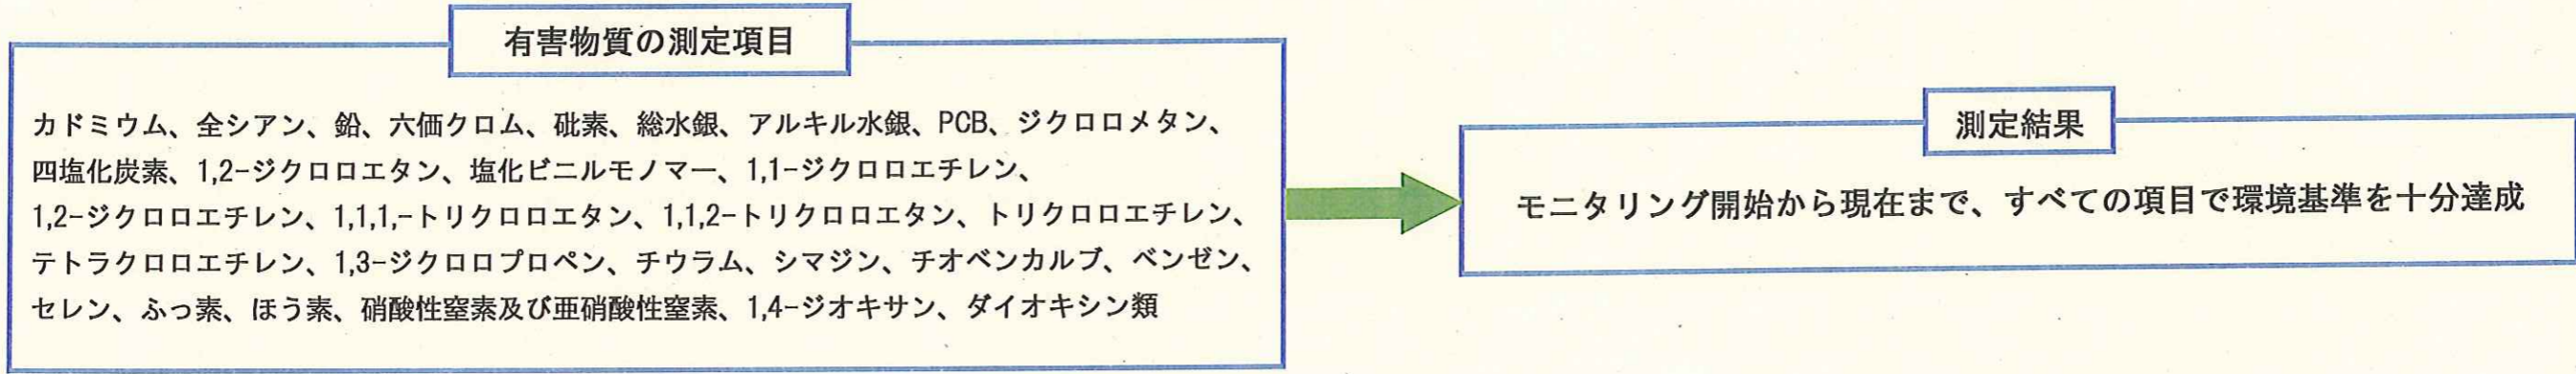 有害物質の測定項目
カドミウム、全シアン、鉛、六価クロム、砒素、総水銀、アルキル水銀、PCB、ジクロロメタン、
四塩化炭素、1,2-ジクロロエタン、塩化ビニルモノマー、1,1-ジクロロエチレン、
1,2-ジクロロエチレン、1,1,1,-トリクロロエタン、1,1,2-トリクロロエタン、トリクロロエチレン、
テトラクロロエチレン、1,3-ジクロロプロペン、チウラム、シマジン、チオベンカルブ、ベンゼン、
セレン、ふっ素、ほう素、硝酸性窒素及び亜硝酸性窒素、1,4-ジオキサン、ダイオキシン類
測定結果
モニタリング開始から現在まで、すべての項目で環境基準を十分達成